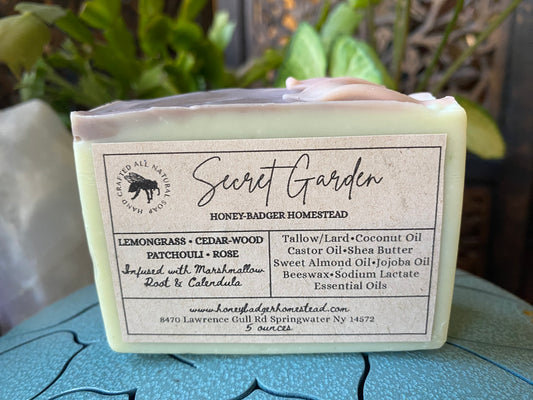 HAND CRAFTED ALL NATURAL SOAP
Secret Garden
HONEY-BADGER HOMESTEAD
LEMONGRASS • CEDAR-WOOD
PATCHOULI • ROSE
Infused with Marshmallow
Root & Calendula
Tallow/Lard•Coconut Oil
Castor Oil•Shea Butter
Sweet Almond Oil•Jojoba Oil
Beeswax•Sodium Lactate
Essential Oils
www.honeybadgerhomestead.com
8470 Lawrence Gull Rd Springwater Ny 14572
5 ounces